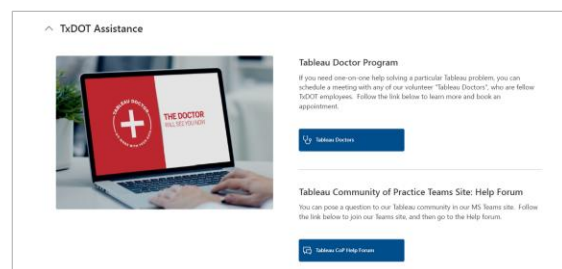 TxDOT Assistance
TABLEAU DOCTOR
THE DOCTOR
WILL SEE YOU NOW
Tableau Doctor Program
If you need one-on-one help solving a particular Tableau problem, you can
schedule a meeting with any of our volunteer "Tableau Doctors", who are fellow
TxDOT employees. Follow the link below to learn more and book an
appointment.
Tableau Doctors
Tableau Community of Practice Teams Site: Help Forum
You can pose a question to our Tableau community in our MS Teams site. Follow
the link below to join our Teams site, and then go to the Help forum.
Tableau CoP Help Forum